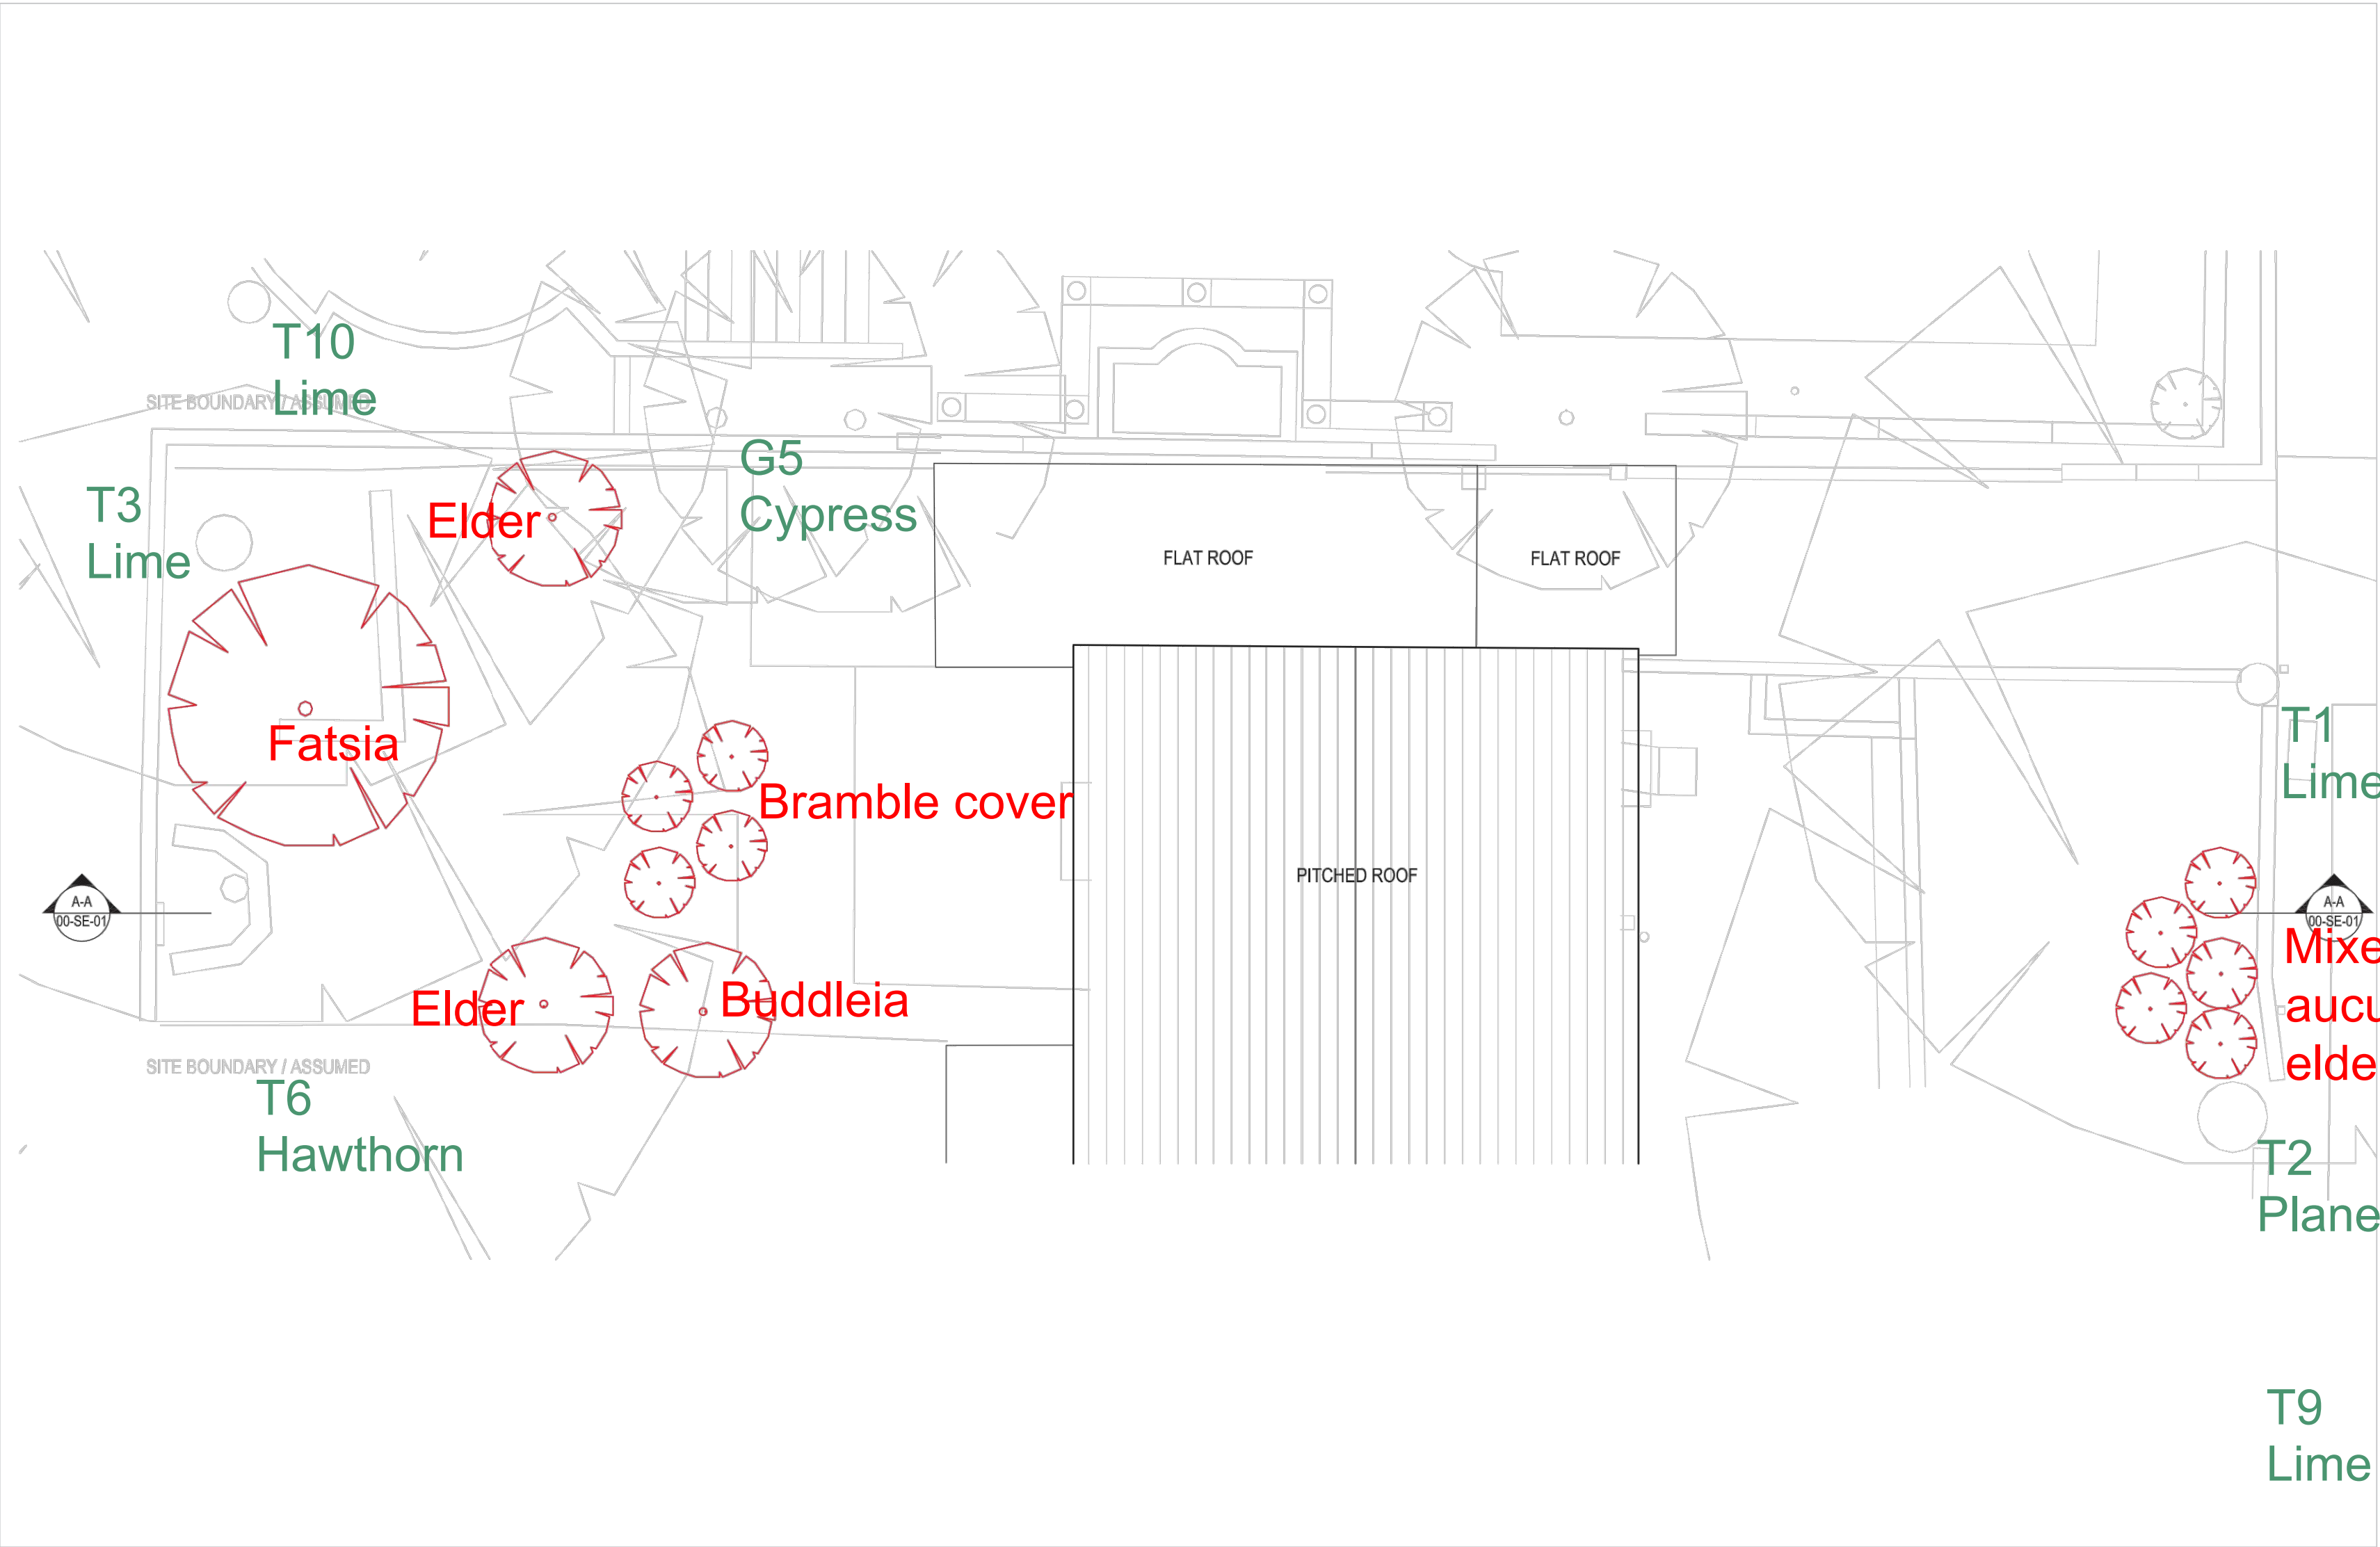 T10
Lime
SITE BOUNDARY / ASSUMED
G5
Cypress
T3
Lime
Elder
FLAT ROOF
FLAT ROOF
Fatsia
T1
Lime
Bramble cover
PITCHED ROOF
A-A
00-SE-01
A-A
00-SE-01
Mixe
aucu
elde
Elder
Buddleia
SITE BOUNDARY / ASSUMED
T6
Hawthorn
T2
Plane
T9
Lime